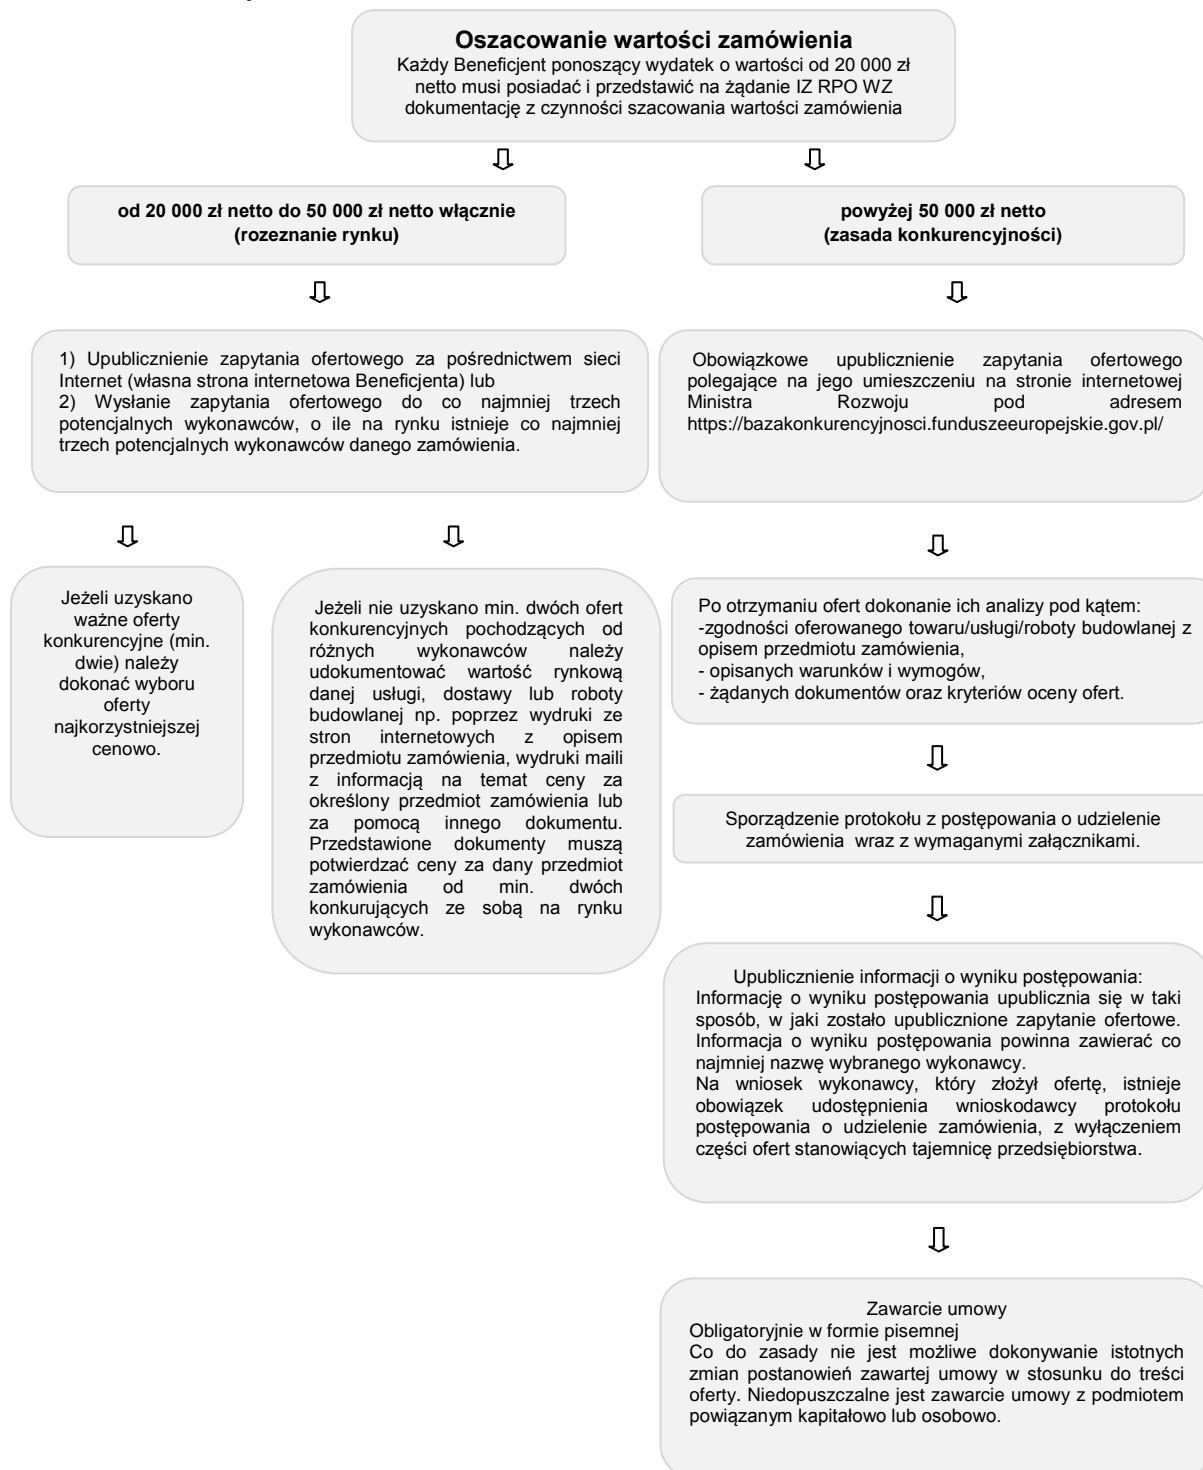 Oszacowanie wartości zamówienia
Każdy Beneficjent ponoszący wydatek o wartości od 20 000 zł
netto musi posiadać i przedstawić na żądanie IZ RPO WZ
dokumentację z czynności szacowania wartości zamówienia
od 20 000 zł netto do 50 000 zł netto włącznie
(rozeznanie rynku)
powyżej 50 000 zł netto
(zasada konkurencyjności)
1) Upublicznienie zapytania ofertowego za pośrednictwem sieci
Internet (własna strona internetowa Beneficjenta) lub
2) Wysłanie zapytania ofertowego do co najmniej trzech
potencjalnych wykonawców, o ile na rynku istnieje co najmniej
trzech potencjalnych wykonawców danego zamówienia.
Obowiązkowe upublicznienie zapytania ofertowego
polegające na jego umieszczeniu na stronie internetowej
Ministra Rozwoju pod adresem
https://bazakonkurencyjnosci.funduszeeuropejskie.gov.pl/
Jeżeli uzyskano
ważne oferty
konkurencyjne (min.
dwie) należy
dokonać wyboru
oferty
najkorzystniejszej
cenowo.
Jeżeli nie uzyskano min. dwóch ofert
konkurencyjnych pochodzących od
różnych wykonawców należy
udokumentować wartość rynkową
danej usługi, dostawy lub roboty
budowlanej np. poprzez wydruki ze
stron internetowych z opisem
przedmiotu zamówienia, wydruki maili
z informacją na temat ceny za
określony przedmiot zamówienia lub
za pomocą innego dokumentu.
Przedstawione dokumenty muszą
potwierdzać ceny za dany przedmiot
zamówienia od min. dwóch
konkurujących ze sobą na rynku
wykonawców.
Po otrzymaniu ofert dokonanie ich analizy pod kątem:
-zgodności oferowanego towaru/usługi/roboty budowlanej z
opisem przedmiotu zamówienia,
- opisanych warunków i wymogów,
- żądanych dokumentów oraz kryteriów oceny ofert.
Sporządzenie protokołu z postępowania o udzielenie
zamówienia wraz z wymaganymi załącznikami.
Upublicznienie informacji o wyniku postępowania:
Informację o wyniku postępowania upublicznia się w taki
sposób, w jaki zostało upublicznione zapytanie ofertowe.
Informacja o wyniku postępowania powinna zawierać co
najmniej nazwę wybranego wykonawcy.
Na wniosek wykonawcy, który złożył ofertę, istnieje
obowiązek udostępnienia wnioskodawcy protokołu
postępowania o udzielenie zamówienia, z wyłączeniem
części ofert stanowiących tajemnicę przedsiębiorstwa.
Zawarcie umowy
Obligatoryjnie w formie pisemnej
Co do zasady nie jest możliwe dokonywanie istotnych
zmian postanowień zawartej umowy w stosunku do treści
oferty. Niedopuszczalne jest zawarcie umowy z podmiotem
powiązanym kapitałowo lub osobowo.